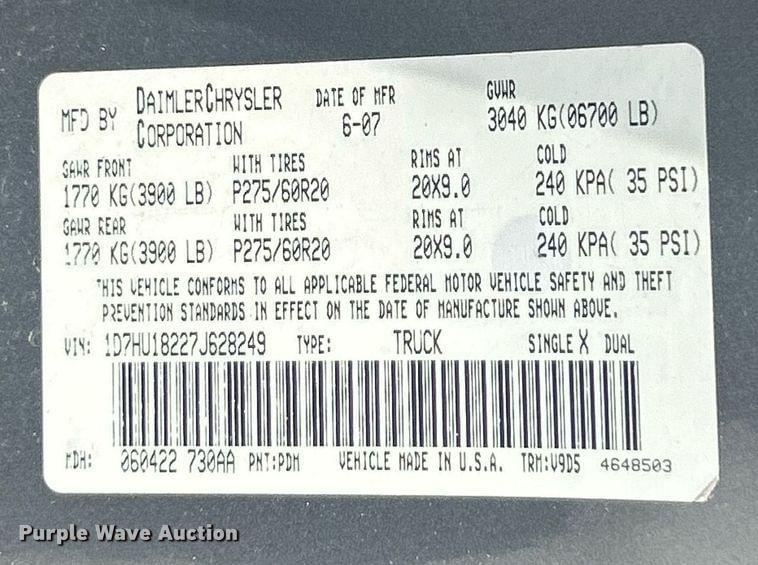 MFD BY DAIMLERCHRYSLER CORPORATION DATE OF MFR 6-07 GVWR 3040 KG(06700 LB)
GAWR FRONT WITH TIRES RIMS AT COLD
1770 KG(3900 LB) P275/60R20 20X9.0 240 KPA( 35 PSI)
GAWR REAR WITH TIRES RIMS AT COLD
1770 KG(3900 LB) P275/60R20 20X9.0 240 KPA( 35 PSI)
THIS VEHICLE CONFORMS TO ALL APPLICABLE FEDERAL MOTOR VEHICLE SAFETY AND THEFT
PREVENTION STANDARDS IN EFFECT ON THE DATE OF MANUFACTURE SHOWN ABOVE.
VIN: 1D7HU18227J628249 TYPE: TRUCK SINGLE X DUAL
MDH: 060422 730AA PNT:PDM VEHICLE MADE IN U.S.A. TRM:V9D5 4648503
Purple Wave Auction